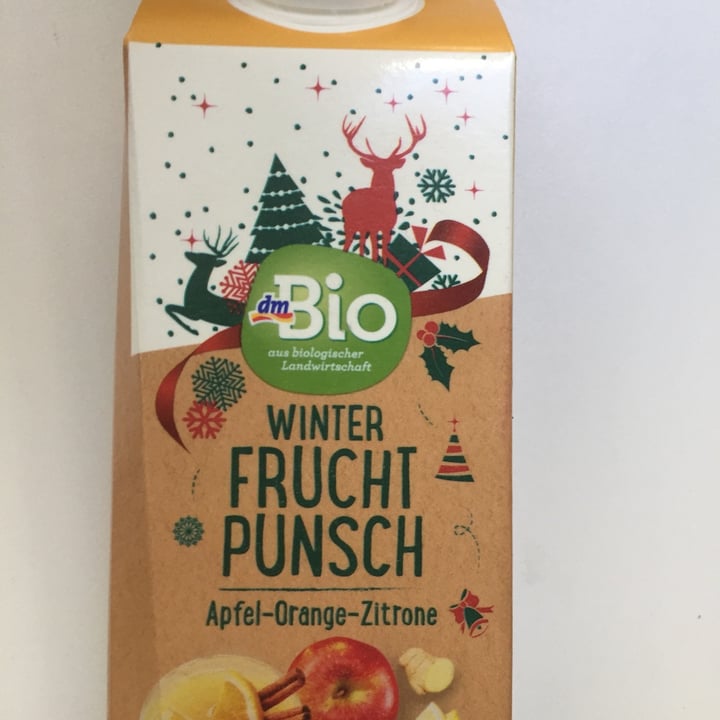 dm Bio
aus biologischer
Landwirtschaft
WINTER
FRUCHT
PUNSCH
Apfel-Orange-Zitrone